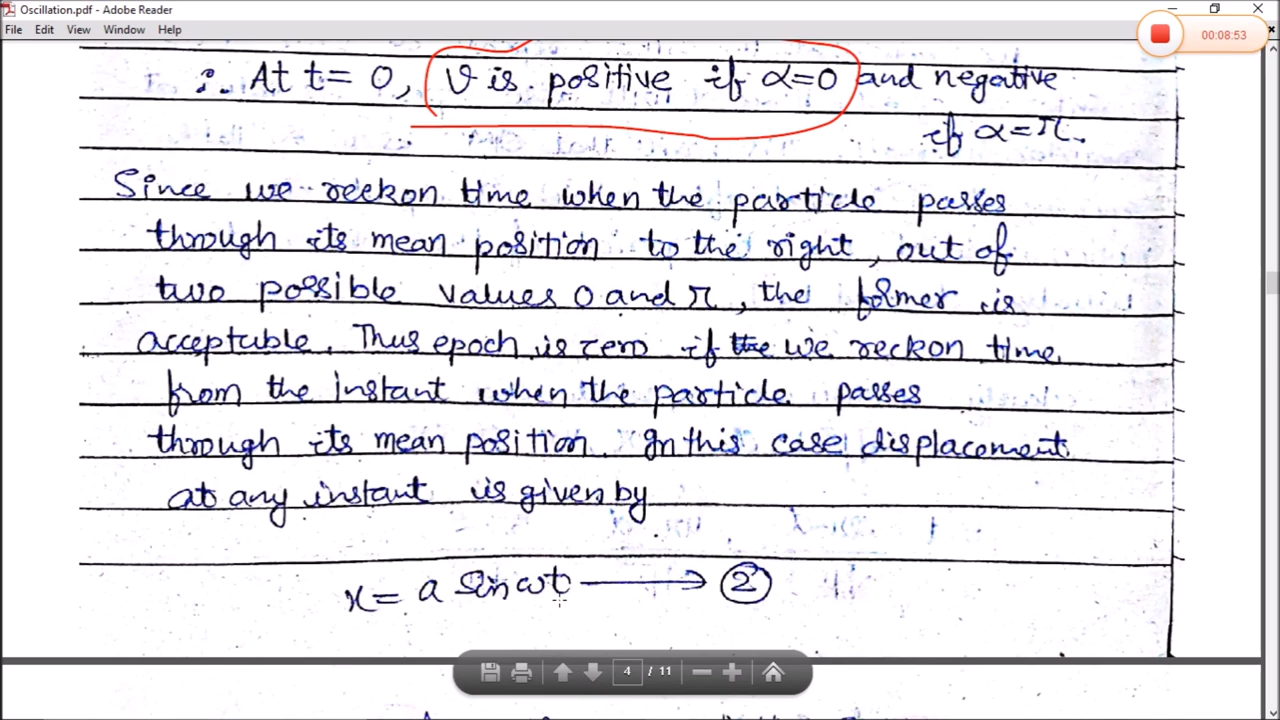 Oscillation.pdf - Adobe Reader
File Edit View Window Help
00:08:53
∴ At t = 0, v is positive if α=0 and negative
if α=π.
Since we reckon time when the particle passes
through its mean position to the right, out of
two possible values 0 and π, the former is
acceptable. Thus epoch is zero if we reckon time
from the instant when the particle passes
through its mean position. In this case displacement
at any instant is given by
x = a sin ωt → 2
4 / 11